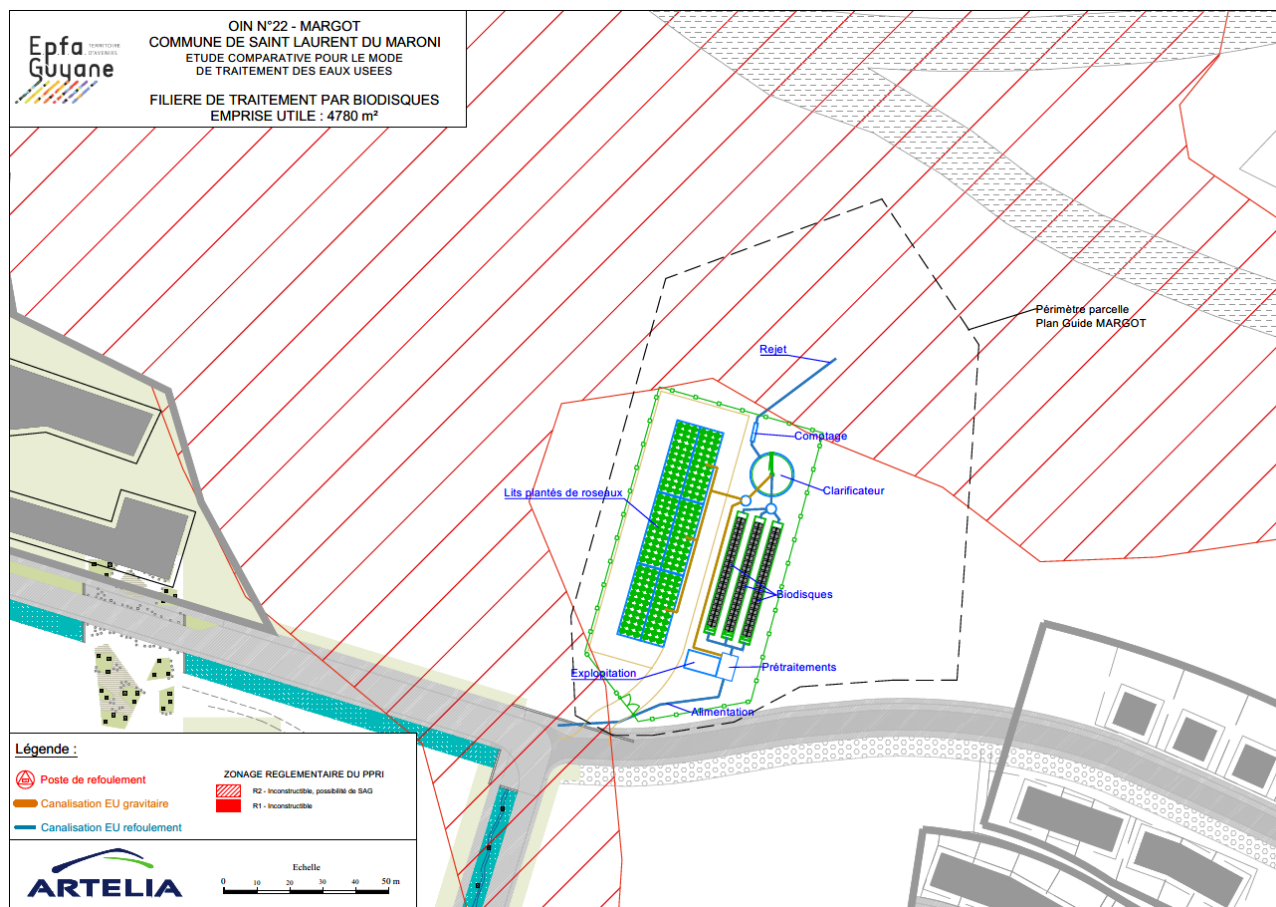 Epfa
TERRITOIRE
D'AVENIRS
Guyane
OIN N°22 - MARGOT
COMMUNE DE SAINT LAURENT DU MARONI
ETUDE COMPARATIVE POUR LE MODE
DE TRAITEMENT DES EAUX USEES
FILIERE DE TRAITEMENT PAR BIODISQUES
EMPRISE UTILE : 4780 m²
Périmètre parcelle
Plan Guide MARGOT
Rejet
Comptage
Clarificateur
Lits plantés de roseaux
Biodisques
Explopitation
Prétraitements
Alimentation
Légende :
Poste de refoulement
Canalisation EU gravitaire
Canalisation EU refoulement
ZONAGE REGLEMENTAIRE DU PPRI
R2 - Inconstructible, possibilité de SAG
R1 - Inconstructible
ARTELIA
Echelle
0 10 20 30 40 50 m